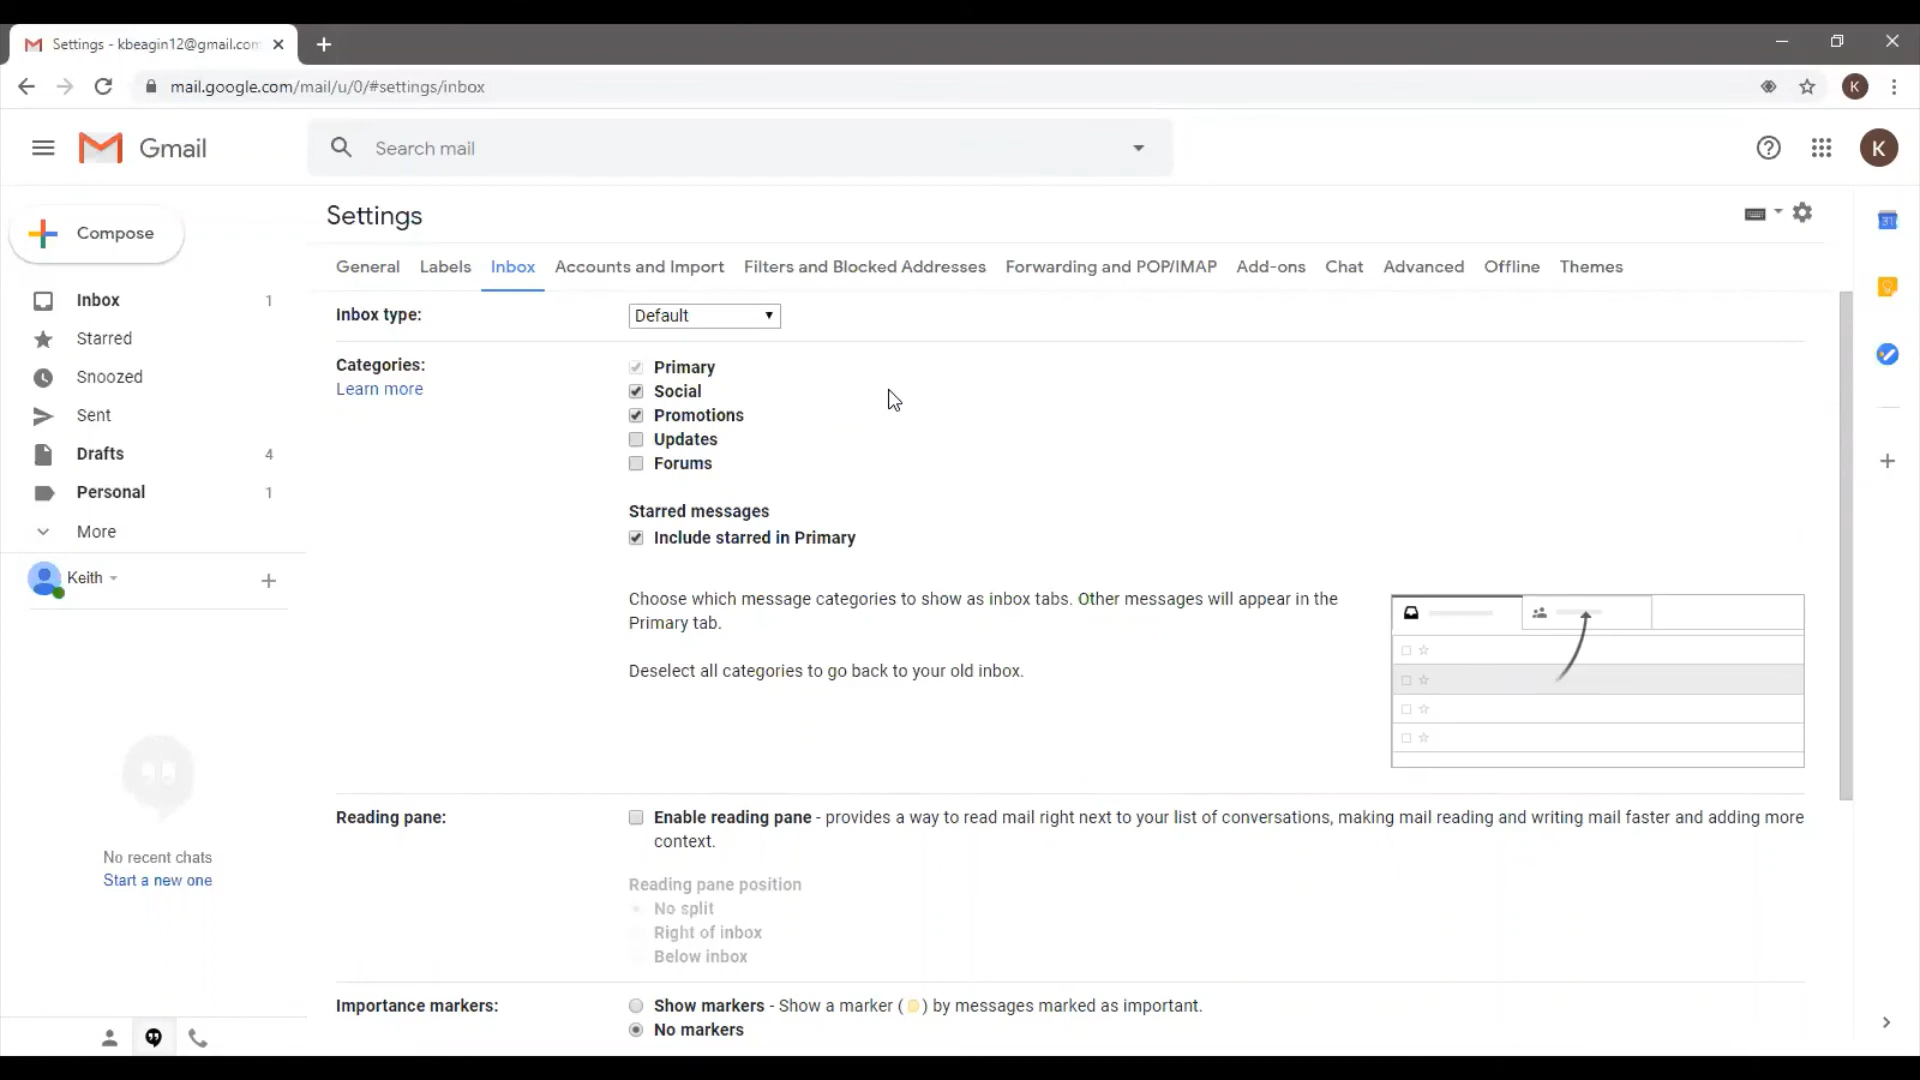 Settings - kbeagin12@gmail.com
mail.google.com/mail/u/0/#settings/inbox
K
Gmail
Search mail
K
Compose
Inbox 1
Starred
Snoozed
Sent
Drafts 4
Personal 1
More
Keith
No recent chats
Start a new one
Settings
General Labels Inbox Accounts and Import Filters and Blocked Addresses Forwarding and POP/IMAP Add-ons Chat Advanced Offline Themes
Inbox type: Default
Categories:
Learn more
Primary
Social
Promotions
Updates
Forums
Starred messages
Include starred in Primary
Choose which message categories to show as inbox tabs. Other messages will appear in the
Primary tab.
Deselect all categories to go back to your old inbox.
Reading pane: Enable reading pane - provides a way to read mail right next to your list of conversations, making mail reading and writing mail faster and adding more
context.
Reading pane position
No split
Right of inbox
Below inbox
Importance markers: Show markers - Show a marker ( ) by messages marked as important.
No markers
31